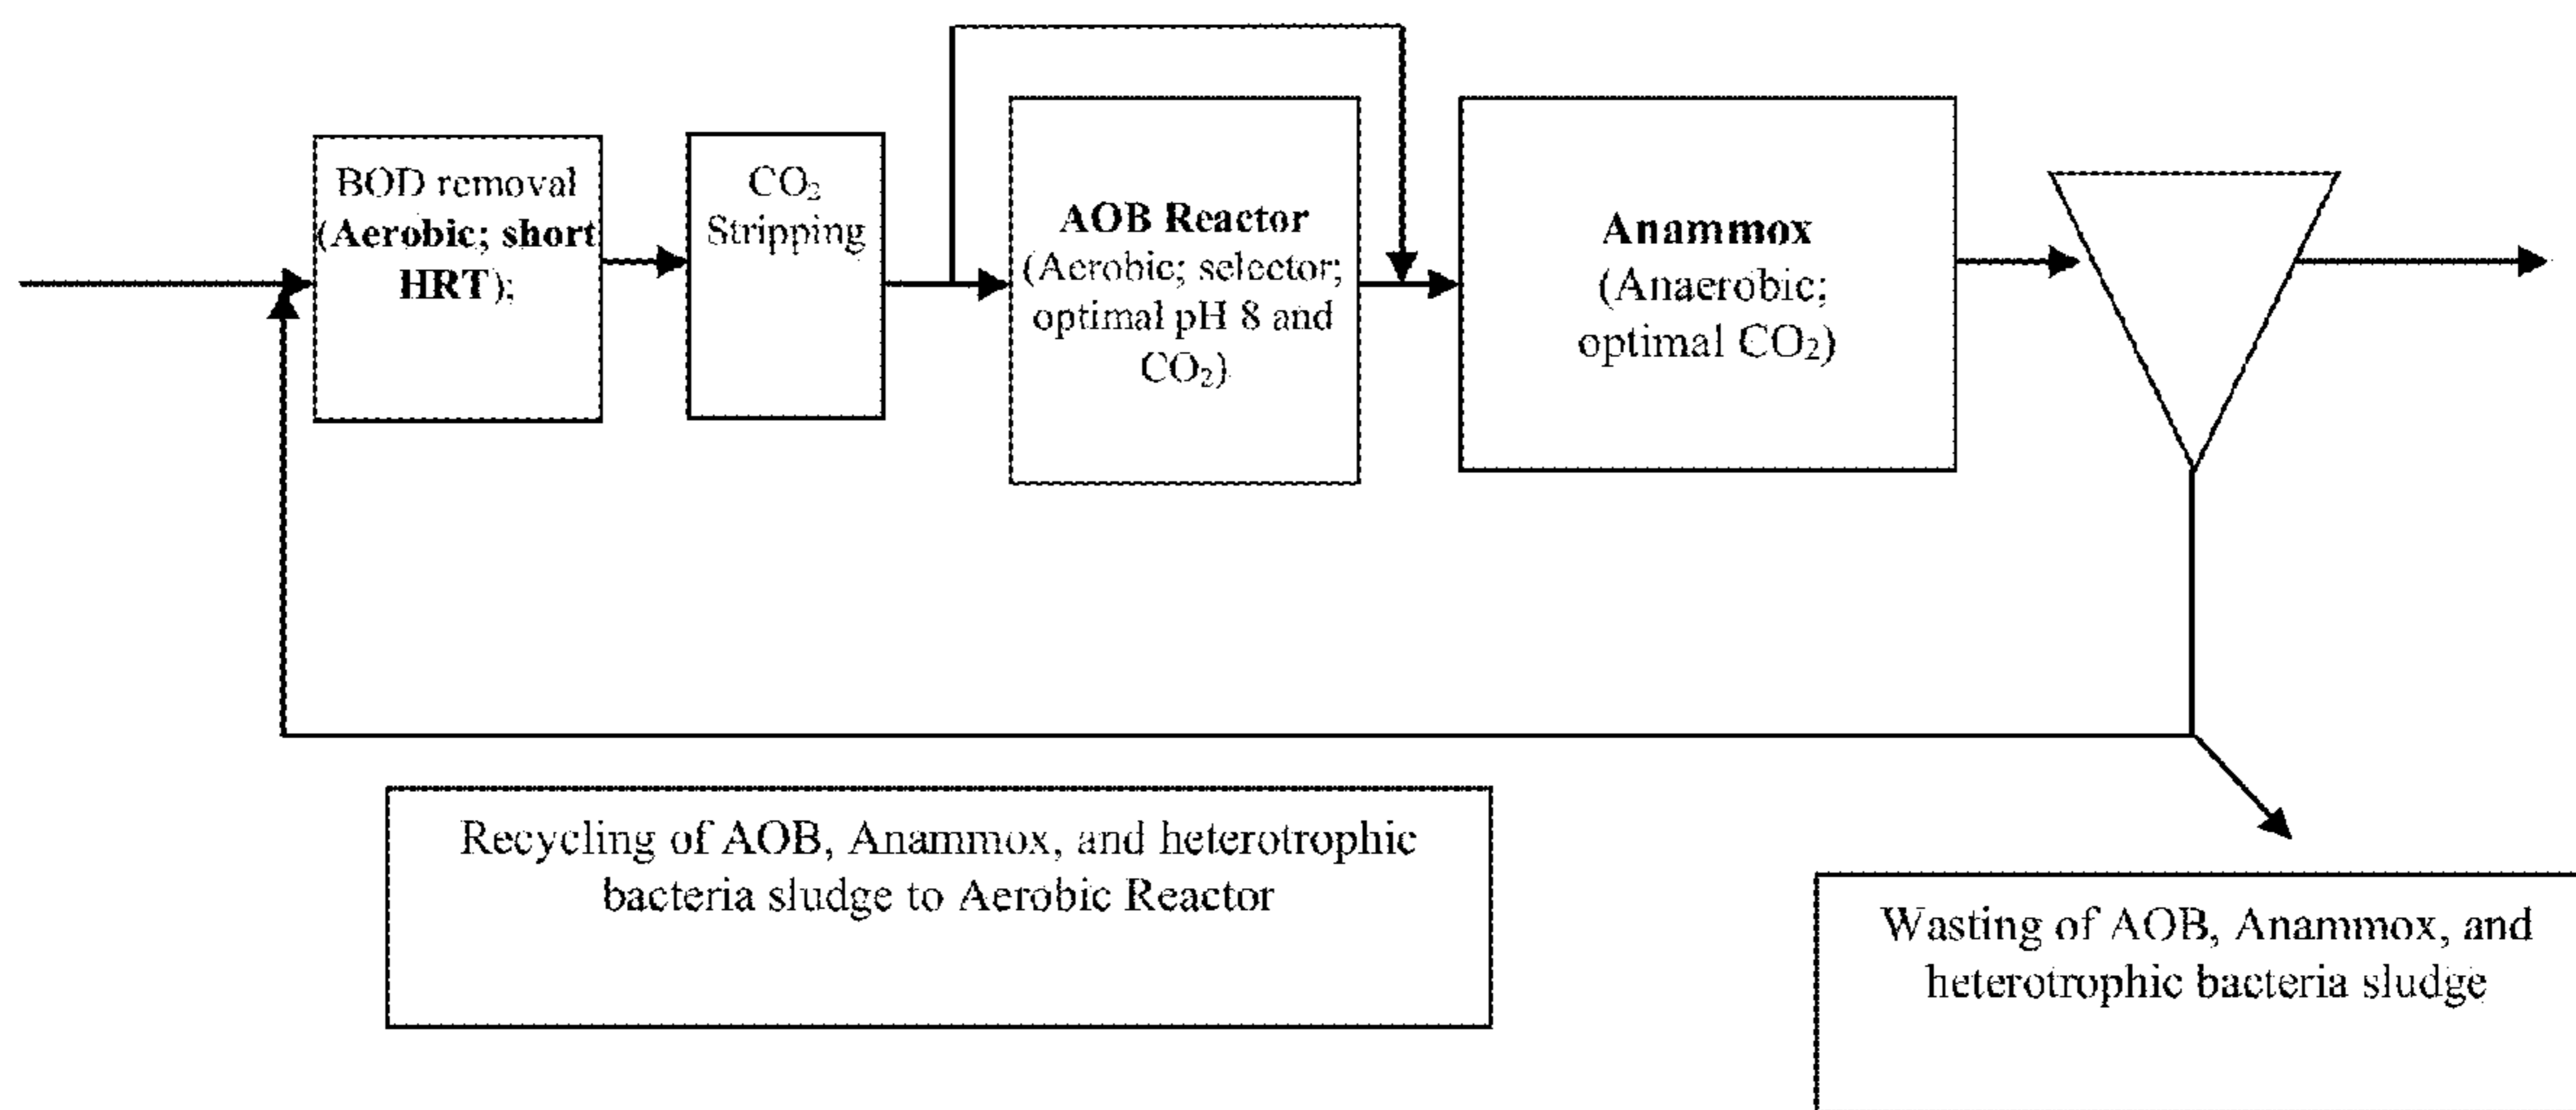 BOD removal
(Aerobic; short
HRT);
CO₂
Stripping
AOB Reactor
(Aerobic; selector;
optimal pH 8 and
CO₂)
Anammox
(Anaerobic;
optimal CO₂)
Recycling of AOB, Anammox, and heterotrophic
bacteria sludge to Aerobic Reactor
Wasting of AOB, Anammox, and
heterotrophic bacteria sludge